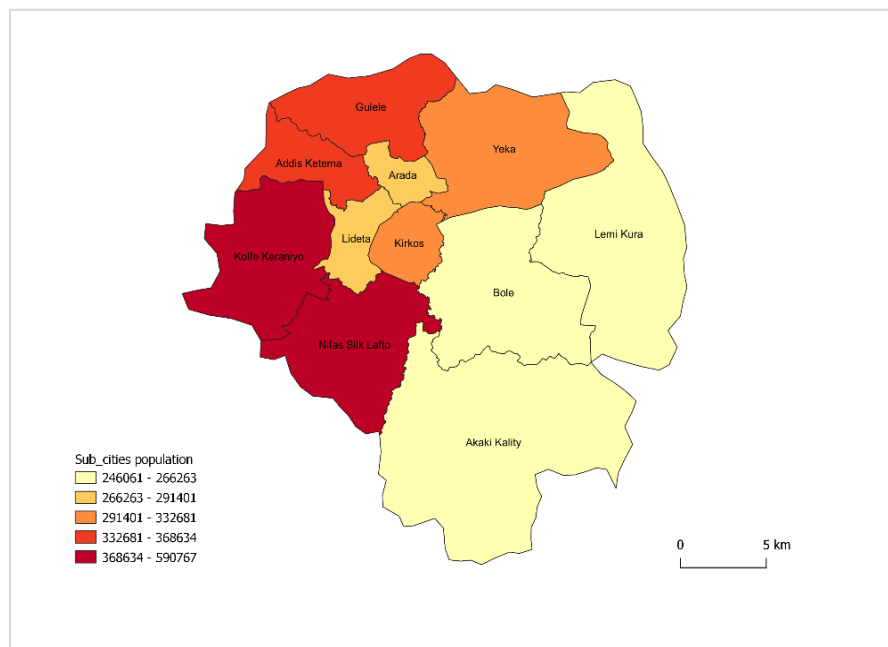 Gulele
Yeka
Addis Ketema
Arada
Lideta
Kirkos
Lemi Kura
Kolfe Keraniyo
Bole
Nifas Silk Lafto
Akaki Kality
Sub_cities population
246061 - 266263
266263 - 291401
291401 - 332681
332681 - 368634
368634 - 590767
0 5 km